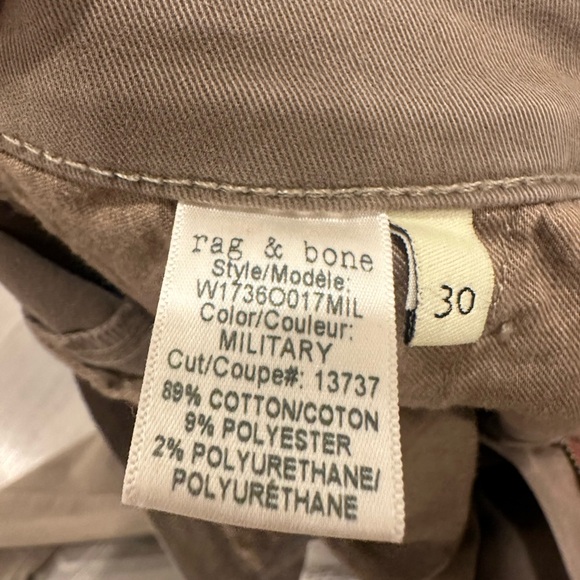 rag & bone
Style/Modèle:
W1736O017MIL
Color/Couleur:
MILITARY
Cut/Coupe#: 13737
89% COTTON/COTON
9% POLYESTER
2% POLYURETHANE/
POLYURÉTHANE
30